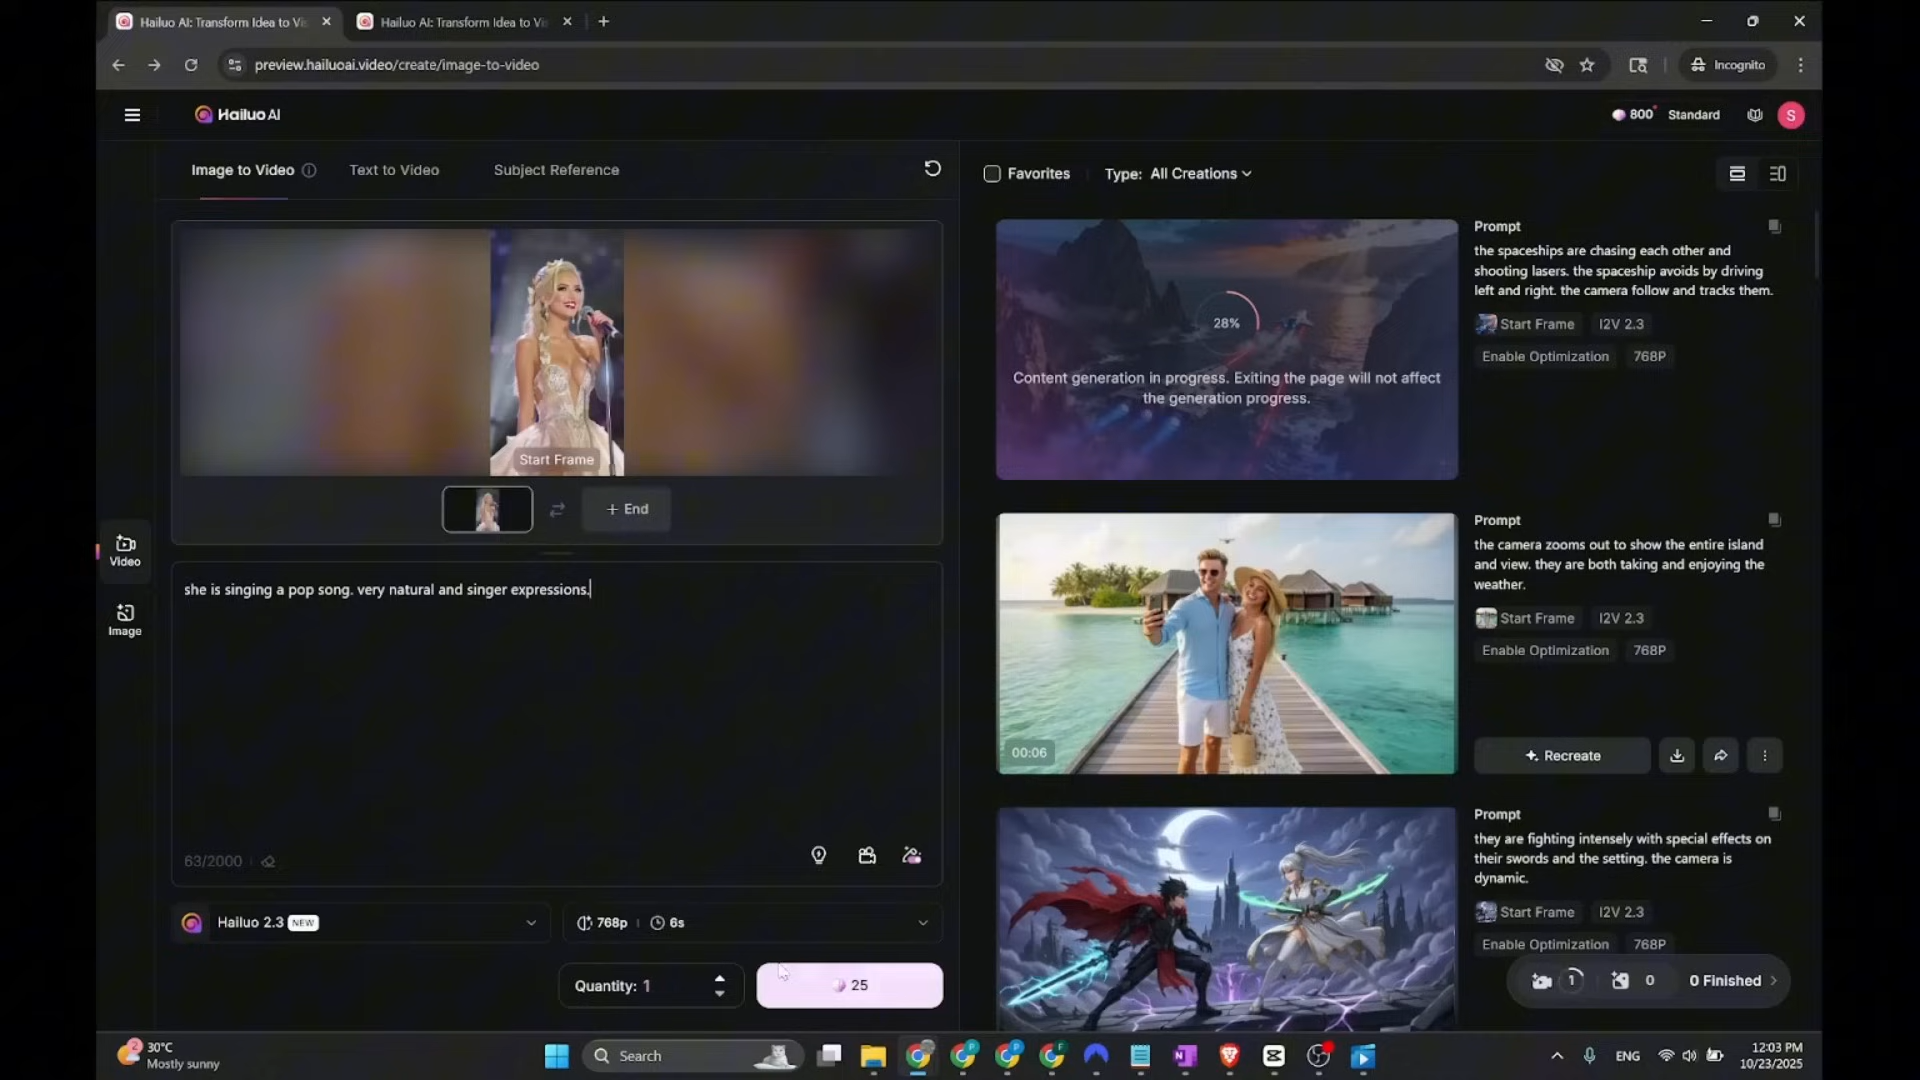 Hailuo AI: Transform Idea to Vi
Hailuo AI: Transform Idea to Vi
preview.hailuoai.video/create/image-to-video
Incognito
Hailuo AI
800
Standard
S
Image to Video
Text to Video
Subject Reference
Favorites
Type: All Creations
Start Frame
+ End
Video
Image
she is singing a pop song. very natural and singer expressions.
63/2000
Hailuo 2.3 NEW
768p | 6s
Quantity: 1
25
28%
Content generation in progress. Exiting the page will not affect
the generation progress.
Prompt
the spaceships are chasing each other and
shooting lasers. the spaceship avoids by driving
left and right. the camera follow and tracks them.
Start Frame
I2V 2.3
Enable Optimization
768P
00:06
Prompt
the camera zooms out to show the entire island
and view. they are both taking and enjoying the
weather.
Start Frame
I2V 2.3
Enable Optimization
768P
Recreate
Prompt
they are fighting intensely with special effects on
their swords and the setting. the camera is
dynamic.
Start Frame
I2V 2.3
Enable Optimization
768P
1
0
0 Finished
2
30°C
Mostly sunny
Search
P
P
F
ENG
12:03 PM
10/23/2025